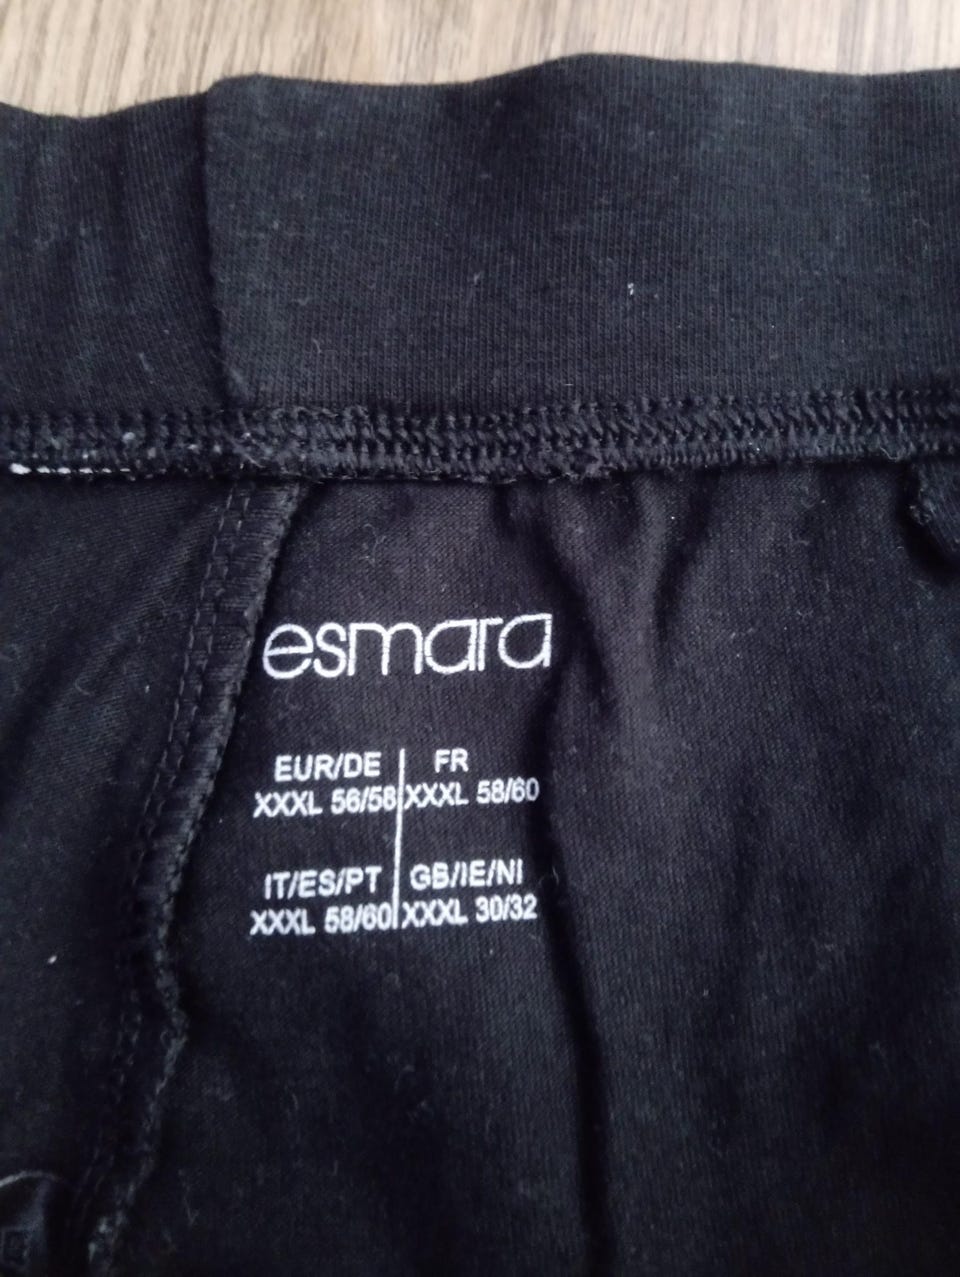 esmara
EUR/DE FR
XXXL 56/58 XXXL 58/60
IT/ES/PT GB/IE/NI
XXXL 58/60 XXXL 30/32